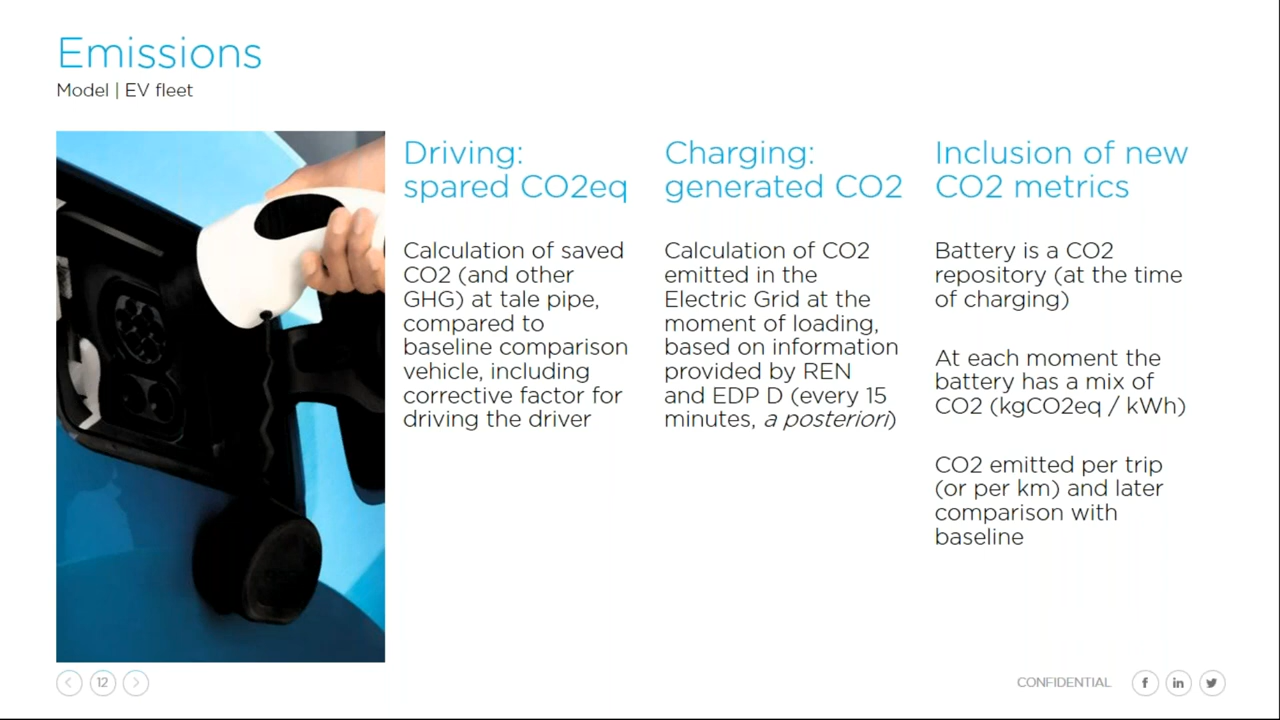 Emissions
Model | EV fleet
Driving:
spared CO2eq
Calculation of saved
CO2 (and other
GHG) at tale pipe,
compared to
baseline comparison
vehicle, including
corrective factor for
driving the driver
Charging:
generated CO2
Calculation of CO2
emitted in the
Electric Grid at the
moment of loading,
based on information
provided by REN
and EDP D (every 15
minutes, a posteriori)
Inclusion of new
CO2 metrics
Battery is a CO2
repository (at the time
of charging)
At each moment the
battery has a mix of
CO2 (kgCO2eq / kWh)
CO2 emitted per trip
(or per km) and later
comparison with
baseline
12
CONFIDENTIAL